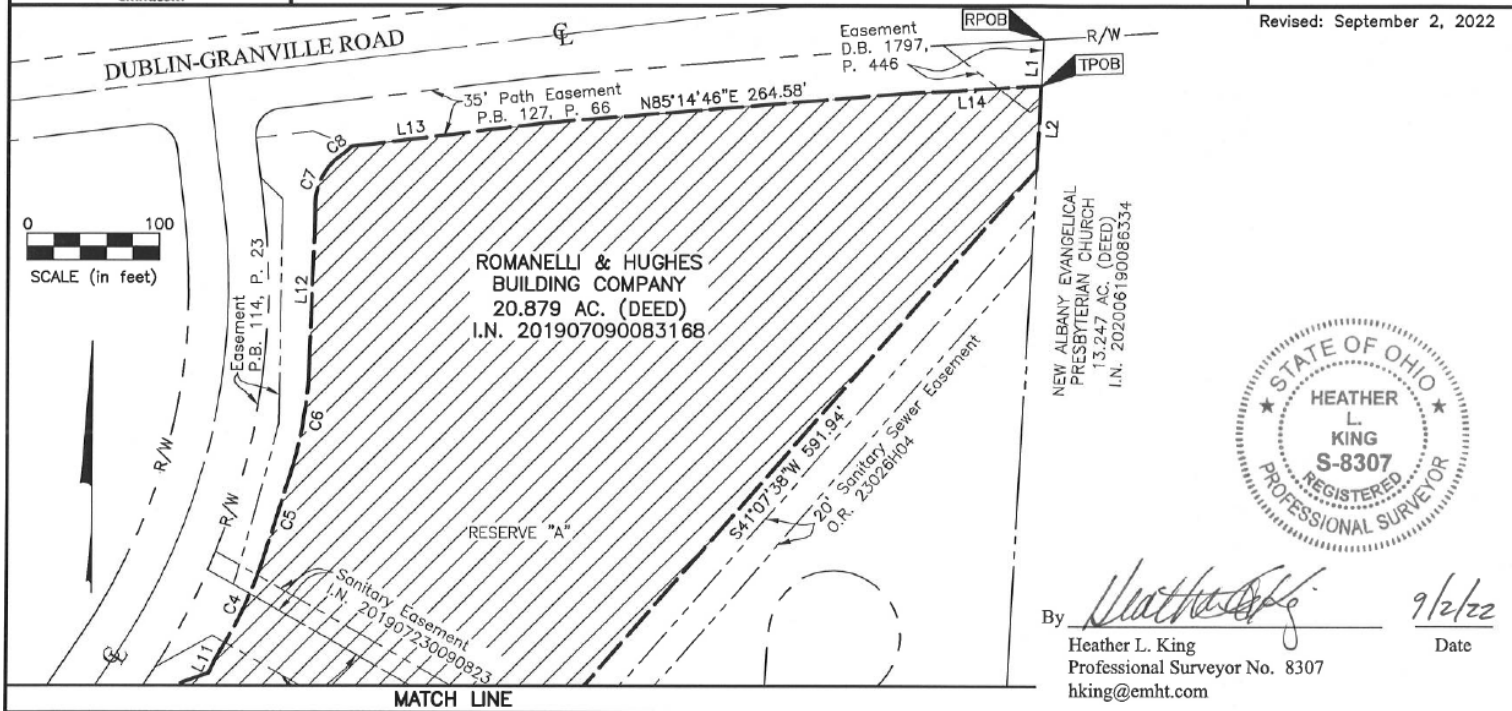 Revised: September 2, 2022
DUBLIN-GRANVILLE ROAD
℄
RPOB
R/W
TPOB
Easement
D.B. 1797,
P. 446
L1
35' Path Easement
P.B. 127, P. 66
N85°14'46"E 264.58'
L14
L13
L2
C8
C7
0 100
SCALE (in feet)
Easement
P.B. 114, P. 23
L12
ROMANELLI & HUGHES
BUILDING COMPANY
20.879 AC. (DEED)
I.N. 201907090083168
NEW ALBANY EVANGELICAL
PRESBYTERIAN CHURCH
13.247 AC. (DEED)
I.N. 202006190086334
C6
R/W
R/W
C5
S41°07'38"W 591.94'
20' Sanitary Sewer Easement
O.R. 23026H04
RESERVE "A"
Sanitary Easement
I.N. 201907230090823
C4
L11
℄
MATCH LINE
STATE OF OHIO
HEATHER
L.
KING
S-8307
REGISTERED
PROFESSIONAL SURVEYOR
By
9/2/22
Heather L. King
Date
Professional Surveyor No. 8307
hking@emht.com